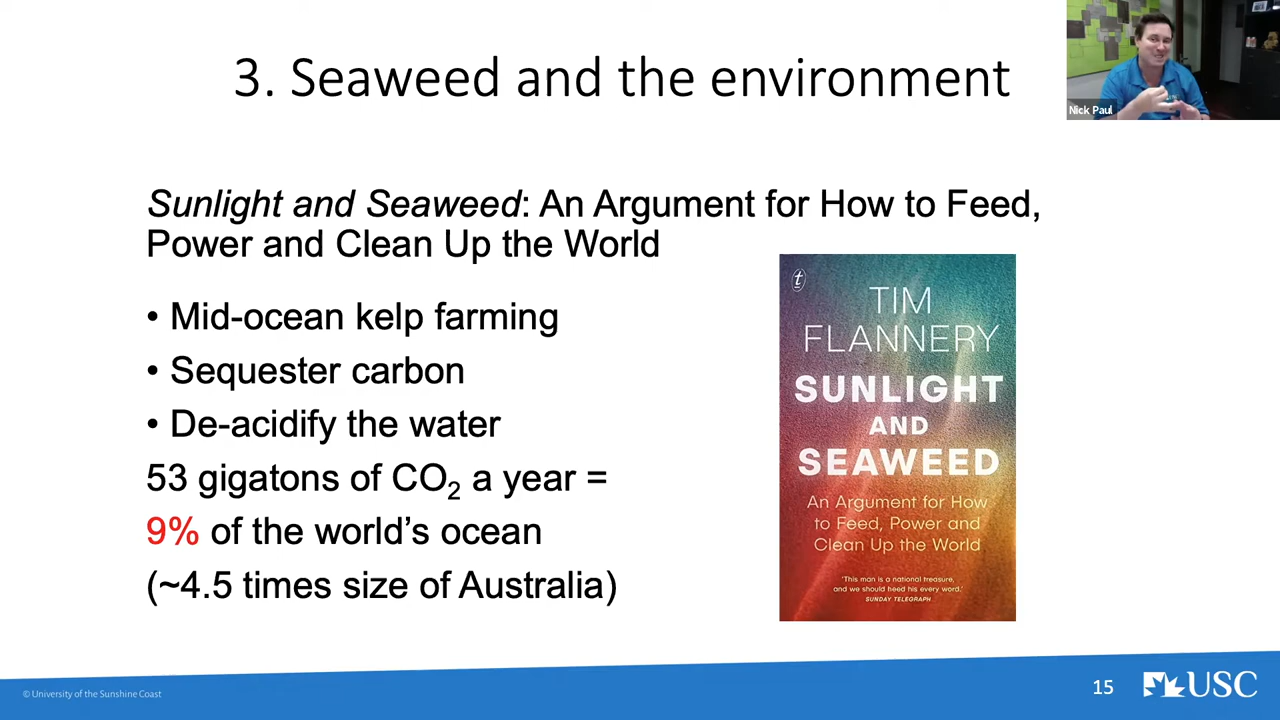 3. Seaweed and the environment
Nick Paul
Sunlight and Seaweed: An Argument for How to Feed,
Power and Clean Up the World
• Mid-ocean kelp farming
• Sequester carbon
• De-acidify the water
53 gigatons of CO₂ a year =
9% of the world’s ocean
(~4.5 times size of Australia)
t
TIM
FLANNERY
SUNLIGHT
AND
SEAWEED
An Argument for How
to Feed, Power and
Clean Up the World
‘This man is a national treasure,
and we should heed his every word.’
SUNDAY TELEGRAPH
© University of the Sunshine Coast
15
USC